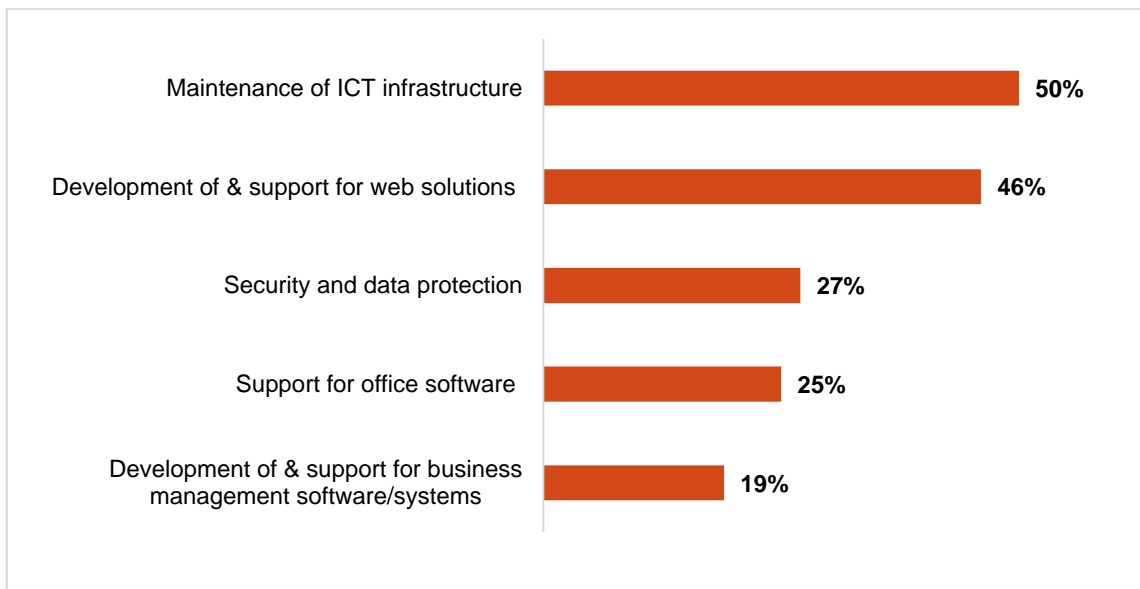 Maintenance of ICT infrastructure
50%
Development of & support for web solutions
46%
Security and data protection
27%
Support for office software
25%
Development of & support for business
management software/systems
19%